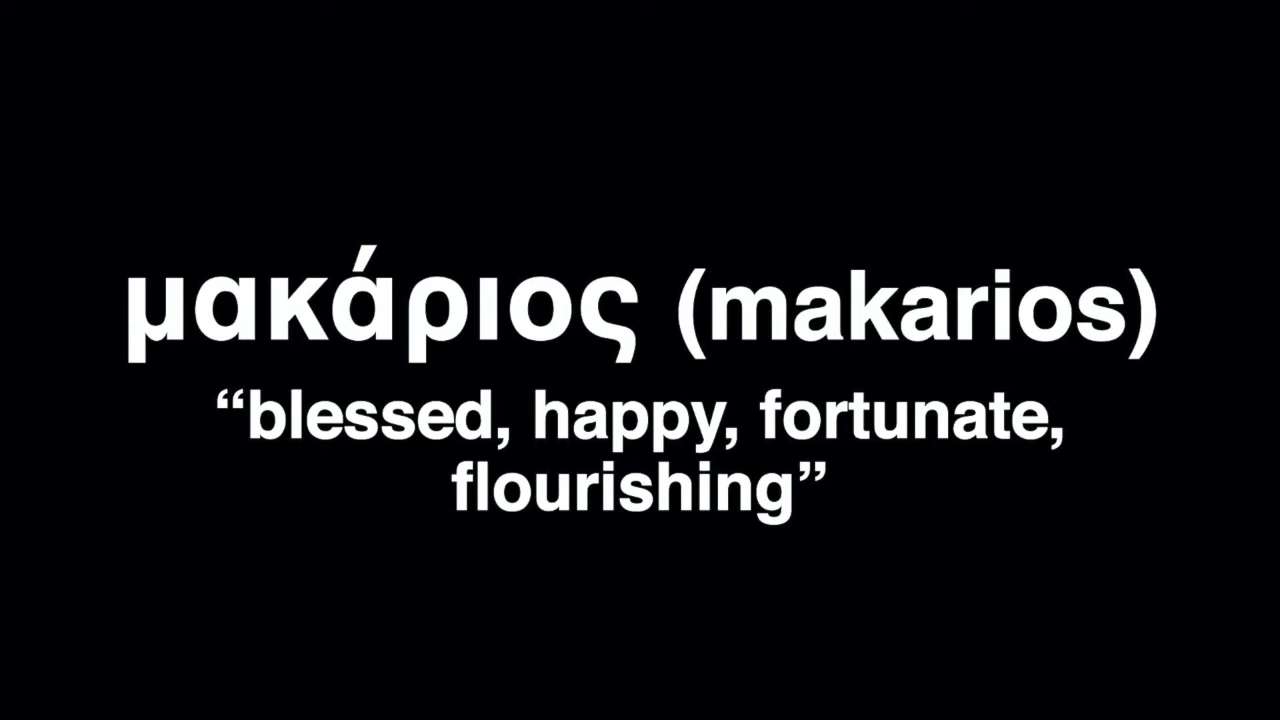 μακάριος (makarios)
“blessed, happy, fortunate,
flourishing”